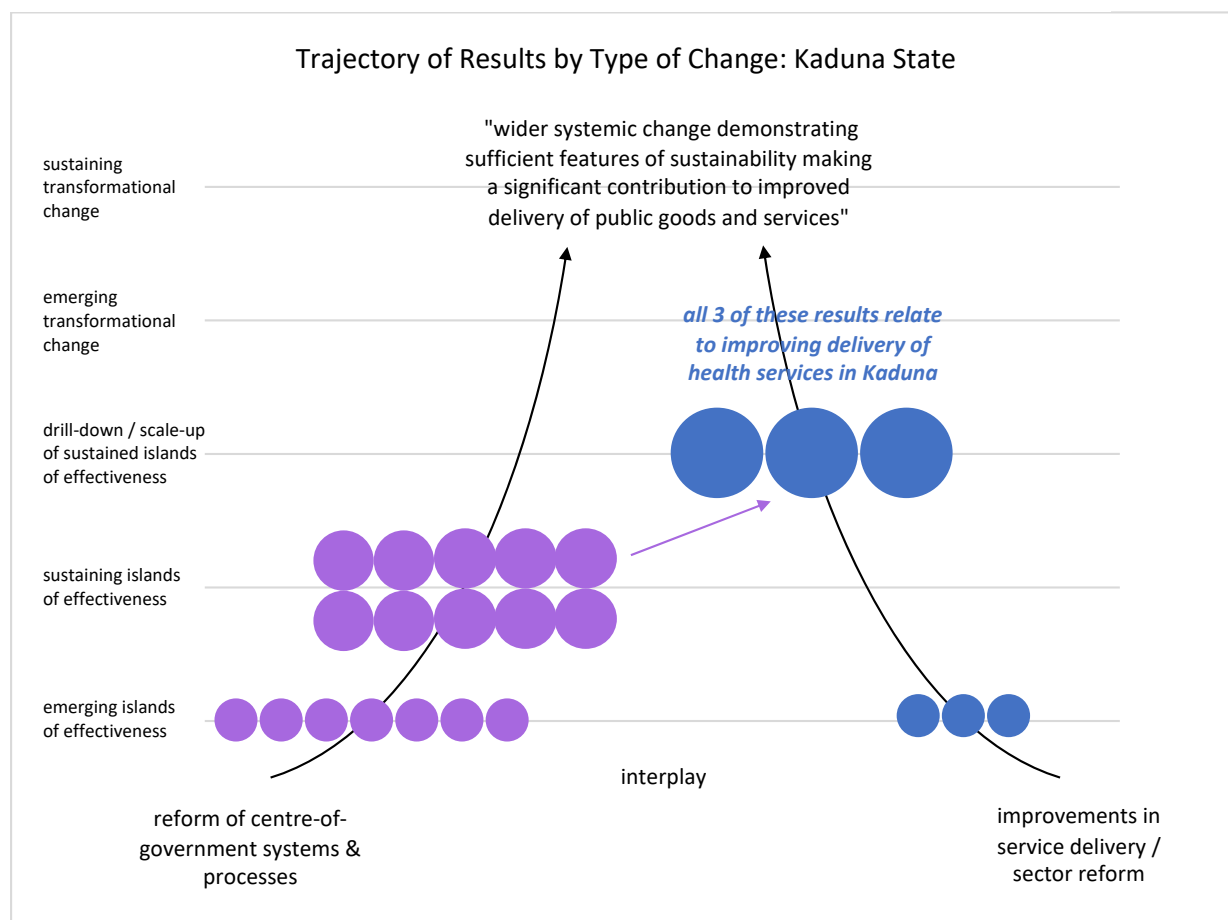 Trajectory of Results by Type of Change: Kaduna State
"wider systemic change demonstrating
sufficient features of sustainability making
a significant contribution to improved
delivery of public goods and services"
sustaining
transformational
change
emerging
transformational
change
all 3 of these results relate
to improving delivery of
health services in Kaduna
drill-down / scale-up
of sustained islands
of effectiveness
sustaining islands
of effectiveness
emerging islands
of effectiveness
interplay
reform of centre-of-
government systems &
processes
improvements in
service delivery /
sector reform